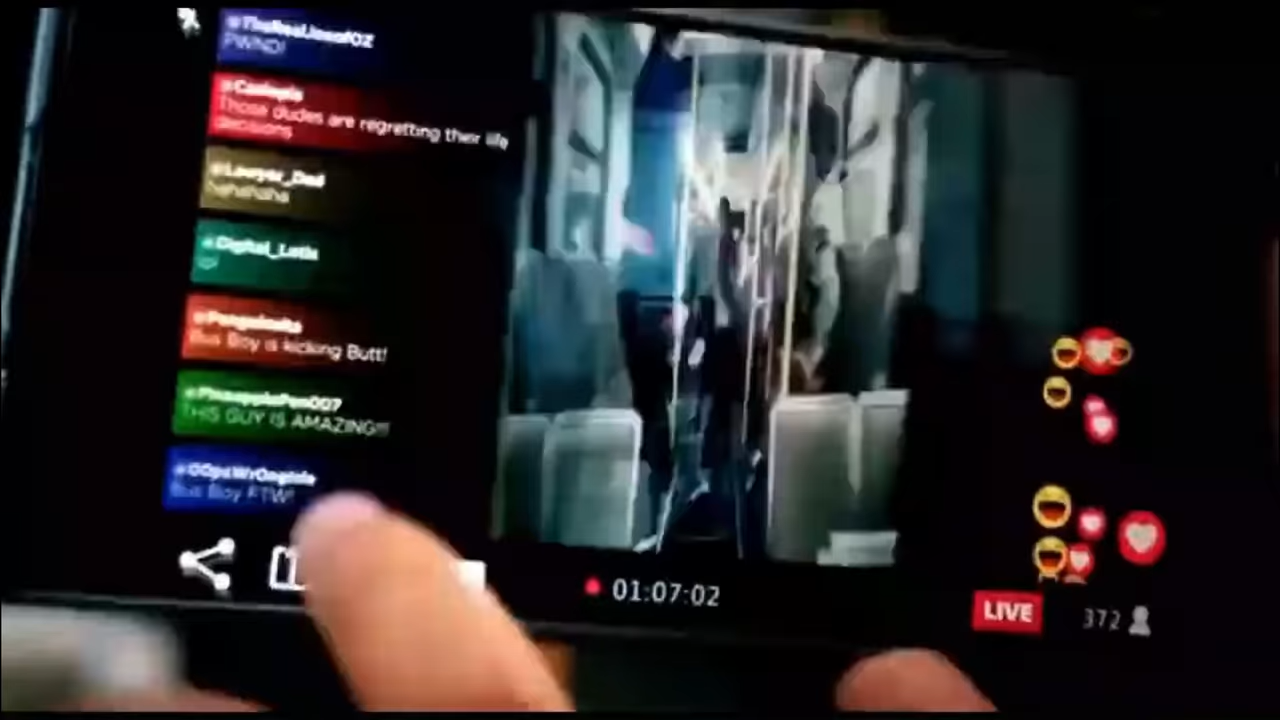 PWND!
Those dudes are regretting their life
decisions
@Lawyer_Dad
hahahaha
Bus Boy is kicking Butt!
THIS GUY IS AMAZING!!!
Bus Boy FTW!
01:07:02
LIVE
372